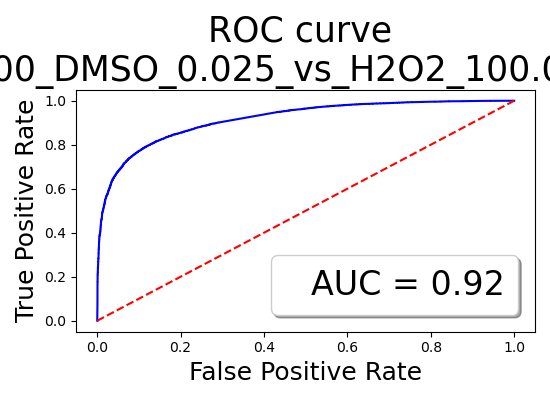 ROC curve
00_DMSO_0.025_vs_H2O2_100.0
True Positive Rate
1.0
0.8
0.6
0.4
0.2
0.0
AUC = 0.92
0.0 0.2 0.4 0.6 0.8 1.0
False Positive Rate